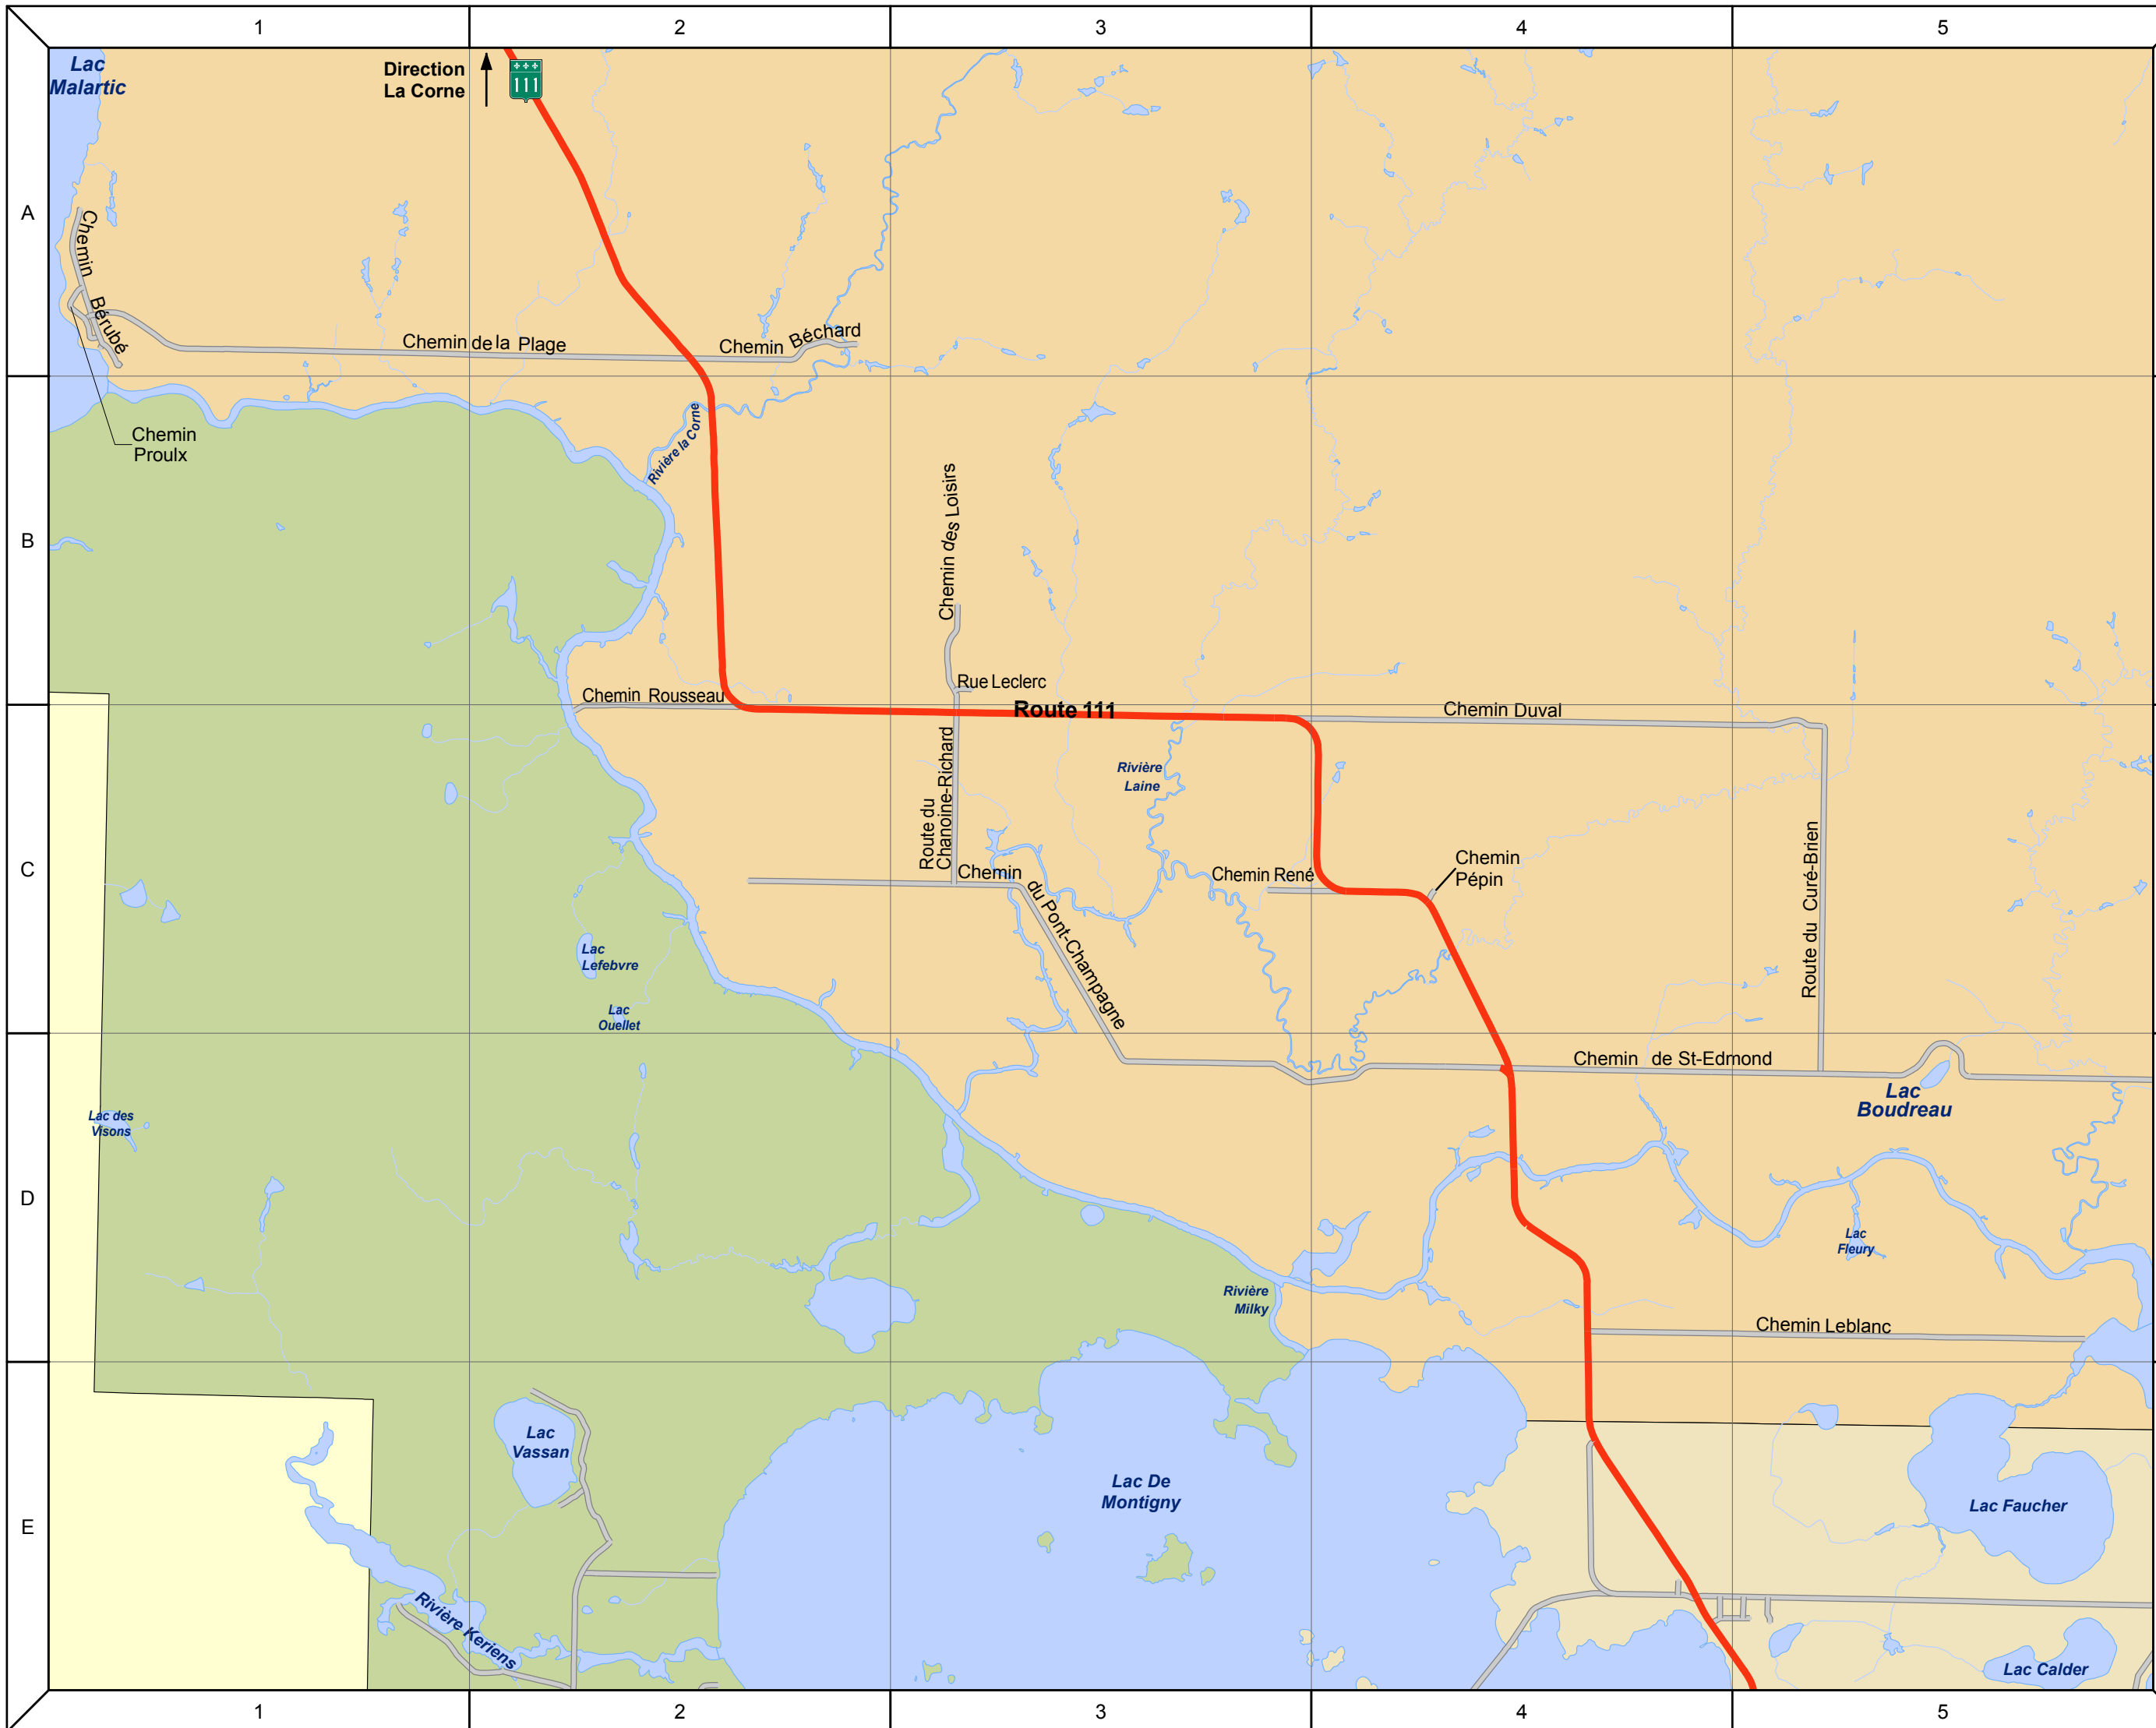 1 2 3 4 5
Lac
Malartic
Direction
La Corne
111
A
Chemin Bérubé
Chemin de la Plage
Chemin Béchard
Chemin
Proulx
Rivière la Corne
B
Chemin des Loisirs
Rue Leclerc
Chemin Rousseau
Route 111
Chemin Duval
Rivière
Laine
Route du
Chanoine-Richard
C
Chemin du Pont-Champagne
Chemin René
Chemin
Pépin
Route du Curé-Brien
Lac
Lefebvre
Lac
Ouellet
Chemin de St-Edmond
Lac
Boudreau
Lac des
Visons
D
Lac
Fleury
Rivière
Milky
Chemin Leblanc
Lac
Vassan
Lac De
Montigny
Lac Faucher
E
Rivière Keriens
Lac Calder
1 2 3 4 5